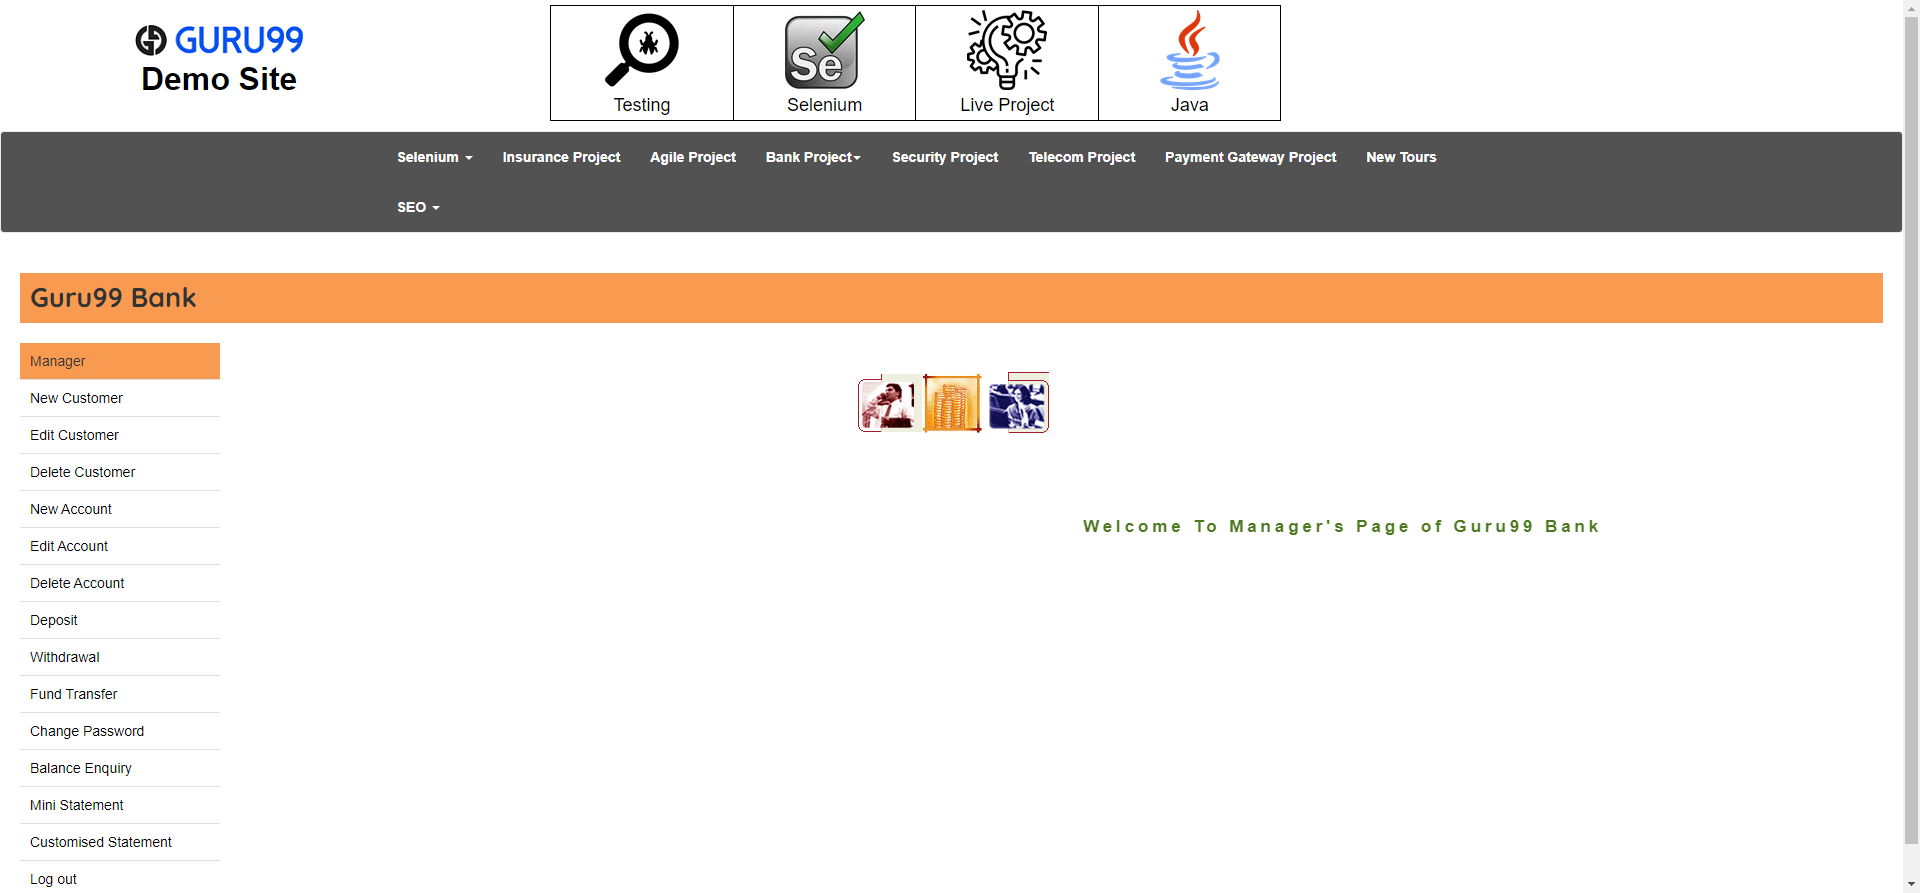 GURU99
Demo Site
Testing
Selenium
Live Project
Java
Selenium
Insurance Project
Agile Project
Bank Project
Security Project
Telecom Project
Payment Gateway Project
New Tours
SEO
Guru99 Bank
Manager
New Customer
Edit Customer
Delete Customer
New Account
Edit Account
Delete Account
Deposit
Withdrawal
Fund Transfer
Change Password
Balance Enquiry
Mini Statement
Customised Statement
Log out
Se
Welcome To Manager's Page of Guru99 Bank